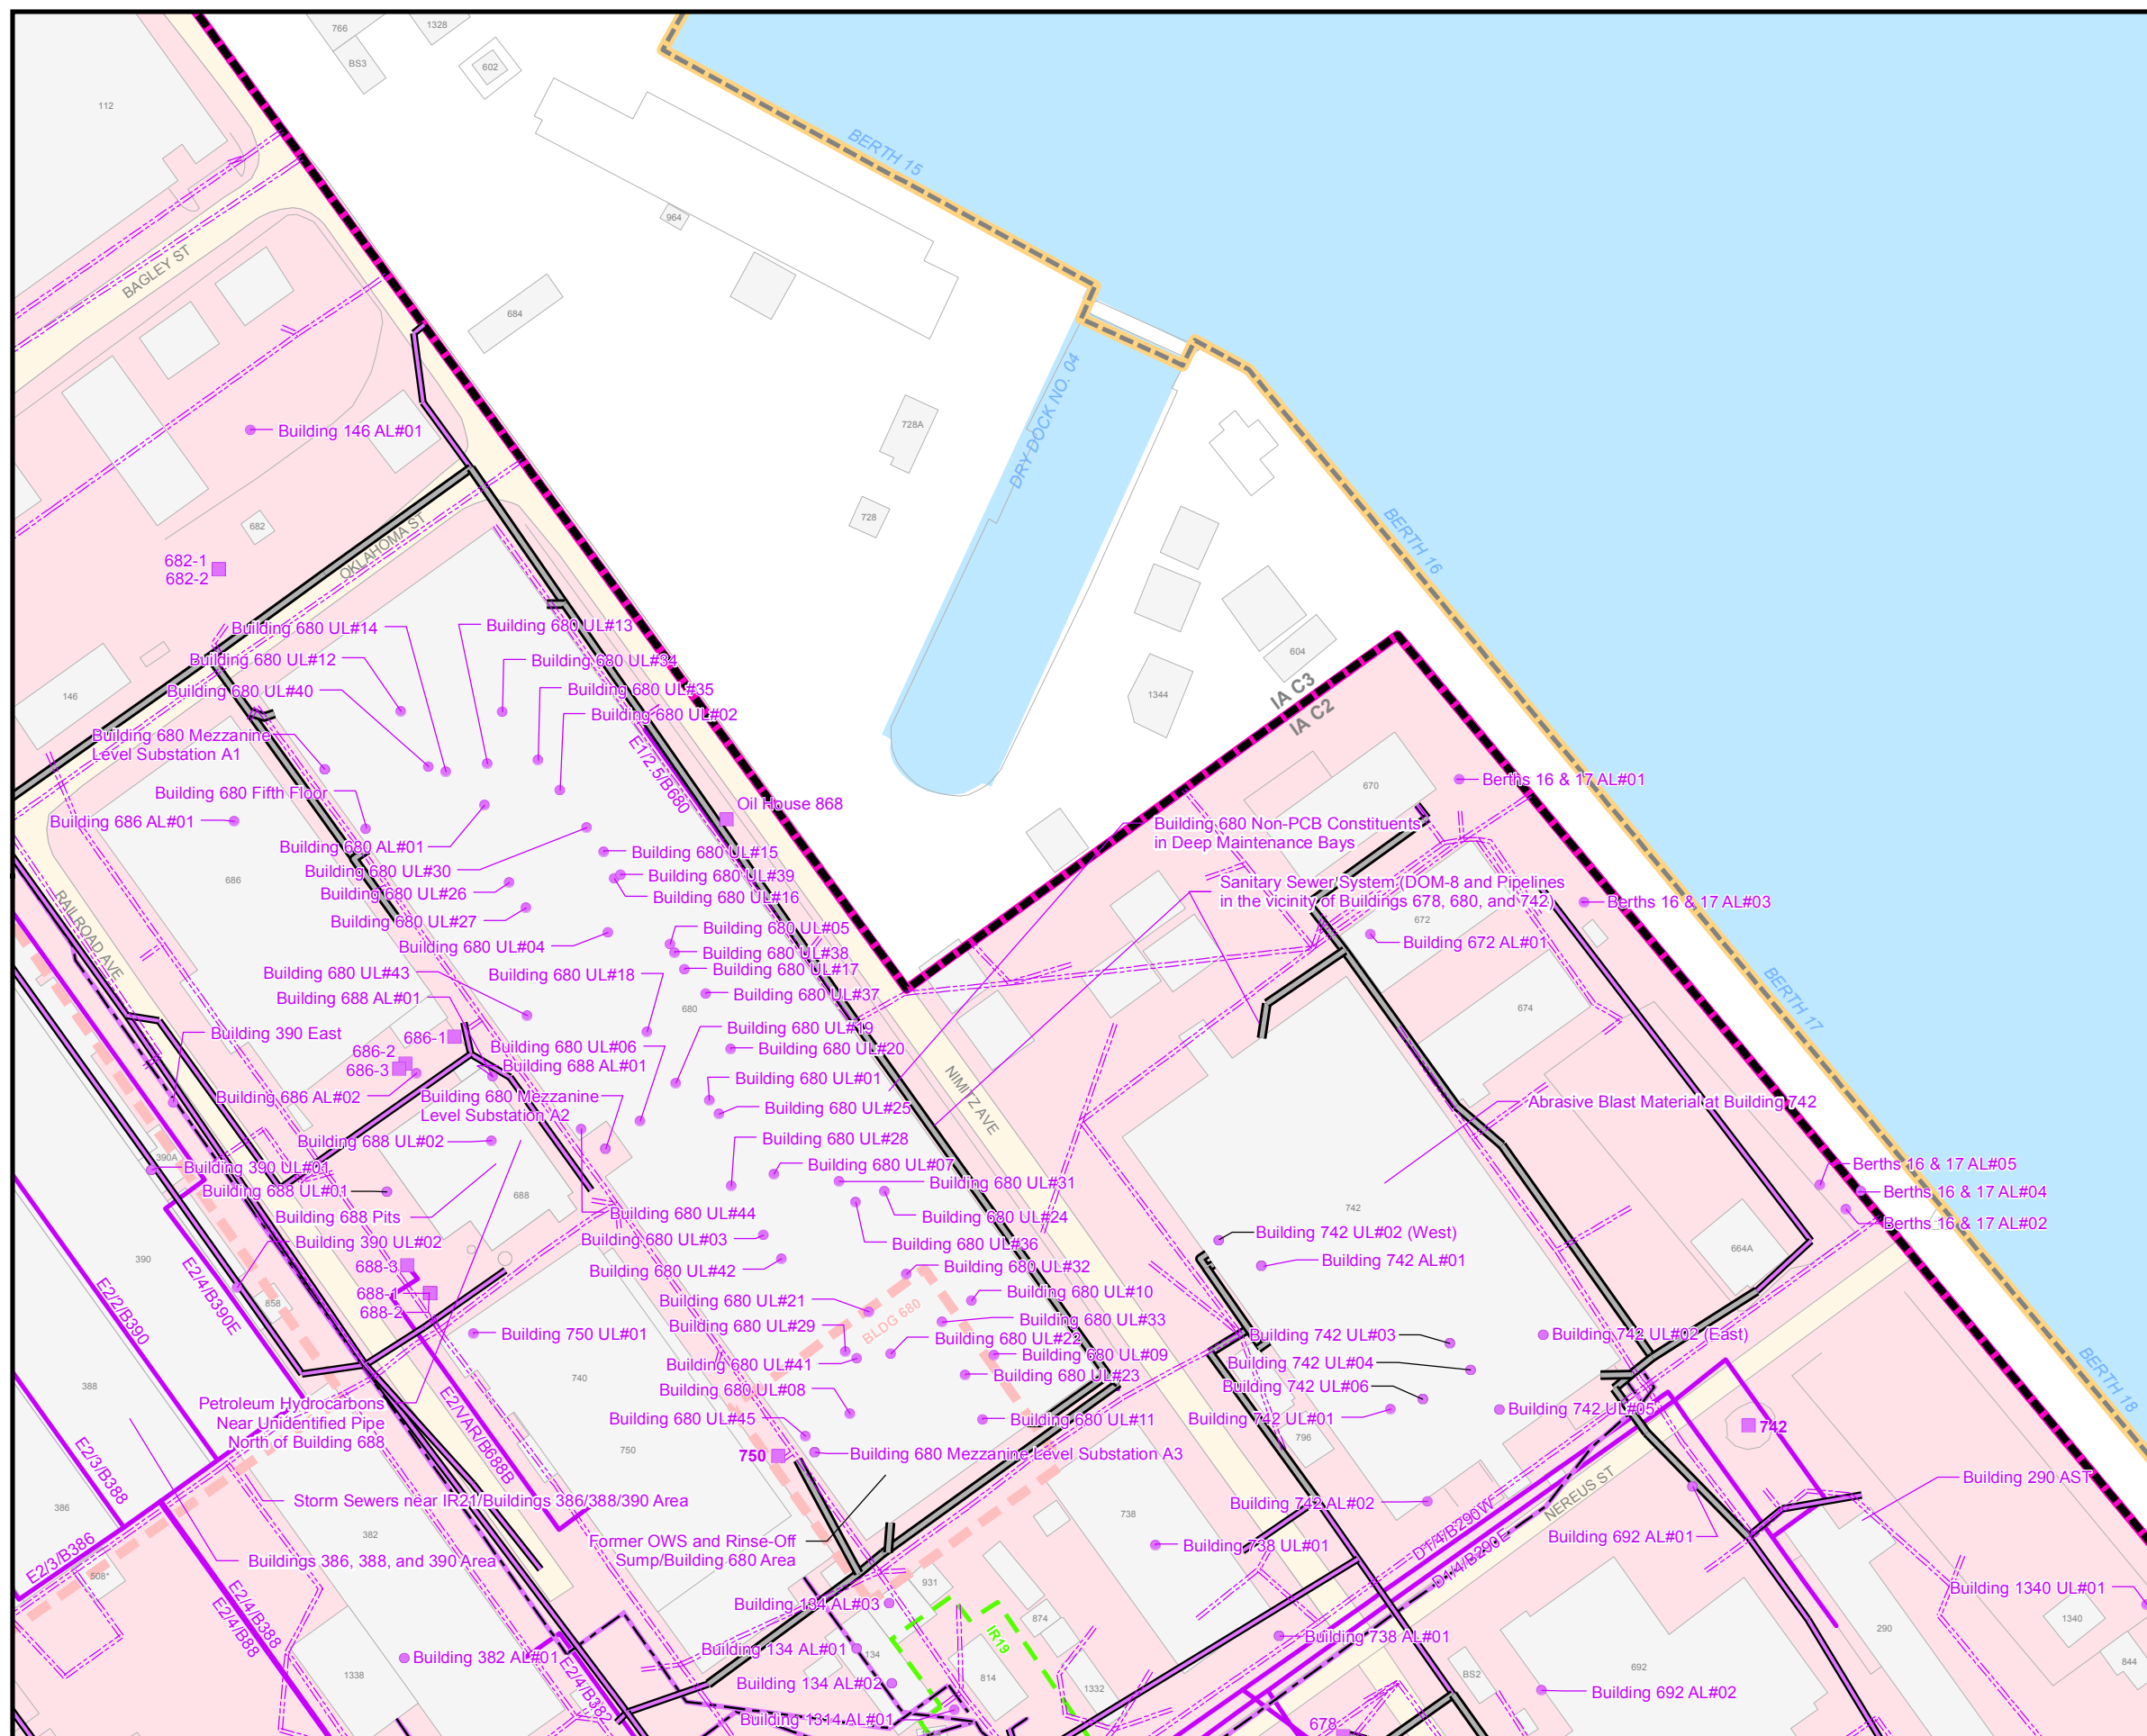 766
1328
BS3
602
112
BERTH 15
964
BAGLEY ST
684
DRY DOCK NO. 04
728A
728
Building 146 AL#01
682
OKLAHOMA ST
682-1
682-2
BERTH 16
604
1344
IA C3
IA C2
146
Building 680 UL#14
Building 680 UL#13
Building 680 UL#12
Building 680 UL#34
Building 680 UL#40
Building 680 UL#35
Building 680 UL#02
Building 680 Mezzanine
Level Substation A1
E1/2.5/B680
Building 680 Fifth Floor
Building 686 AL#01
Oil House 868
670
Berths 16 & 17 AL#01
Building 680 Non-PCB Constituents
in Deep Maintenance Bays
Building 680 AL#01
Building 680 UL#15
Building 680 UL#30
Building 680 UL#39
686
Building 680 UL#26
Building 680 UL#16
Sanitary Sewer System (DOM-8 and Pipelines
in the vicinity of Buildings 678, 680, and 742)
Berths 16 & 17 AL#03
672
RAILROAD AVE
Building 680 UL#27
Building 680 UL#05
Building 672 AL#01
Building 680 UL#04
Building 680 UL#38
Building 680 UL#43
Building 680 UL#18
Building 680 UL#17
Building 688 AL#01
Building 680 UL#37
BERTH 17
680
674
Building 390 East
686-1
Building 680 UL#19
686-2
Building 680 UL#06
Building 680 UL#20
686-3
Building 688 AL#01
Building 680 UL#01
Building 686 AL#02
Building 680 Mezzanine
Level Substation A2
Building 680 UL#25
NIMITZ AVE
Abrasive Blast Material at Building 742
Building 688 UL#02
Building 680 UL#28
390A
Building 390 UL#01
Building 680 UL#07
Berths 16 & 17 AL#05
Building 688 UL#01
688
Building 680 UL#31
Berths 16 & 17 AL#04
Building 688 Pits
Building 680 UL#44
Building 680 UL#24
742
Berths 16 & 17 AL#02
Building 390 UL#02
Building 680 UL#03
Building 680 UL#36
Building 742 UL#02 (West)
664A
390
688-3
Building 680 UL#42
Building 680 UL#32
Building 742 AL#01
E2/2/B390
E2/4/B390E
688-1
688-2
858
Building 680 UL#21
Building 680 UL#10
BLDG 680
Building 750 UL#01
Building 680 UL#29
Building 680 UL#33
Building 680 UL#22
Building 742 UL#03
Building 742 UL#02 (East)
Building 680 UL#41
Building 680 UL#09
Building 742 UL#04
388
740
Building 680 UL#23
Building 680 UL#08
Building 742 UL#06
BERTH 18
Petroleum Hydrocarbons
Near Unidentified Pipe
North of Building 688
E2/VAR/B688B
Building 680 UL#45
Building 680 UL#11
Building 742 UL#01
Building 742 UL#05
742
E2/3/B388
750
750
Building 680 Mezzanine Level Substation A3
796
Building 290 AST
Storm Sewers near IR21/Buildings 386/388/390 Area
386
382
Building 742 AL#02
NEREUS ST
D1/4/B290W
D1/4/B290E
738
Building 692 AL#01
Former OWS and Rinse-Off
Sump/Building 680 Area
Building 738 UL#01
E2/3/B386
Buildings 386, 388, and 390 Area
508*
931
Building 1340 UL#01
E2/4/B388
E2/4/B88
Building 134 AL#03
874
1340
IR19
290
Building 134 AL#01
134
Building 738 AL#01
Building 382 AL#01
844
1338
E2/4/B382
814
BS2
692
Building 134 AL#02
1332
Building 692 AL#02
Building 1314 AL#01
678